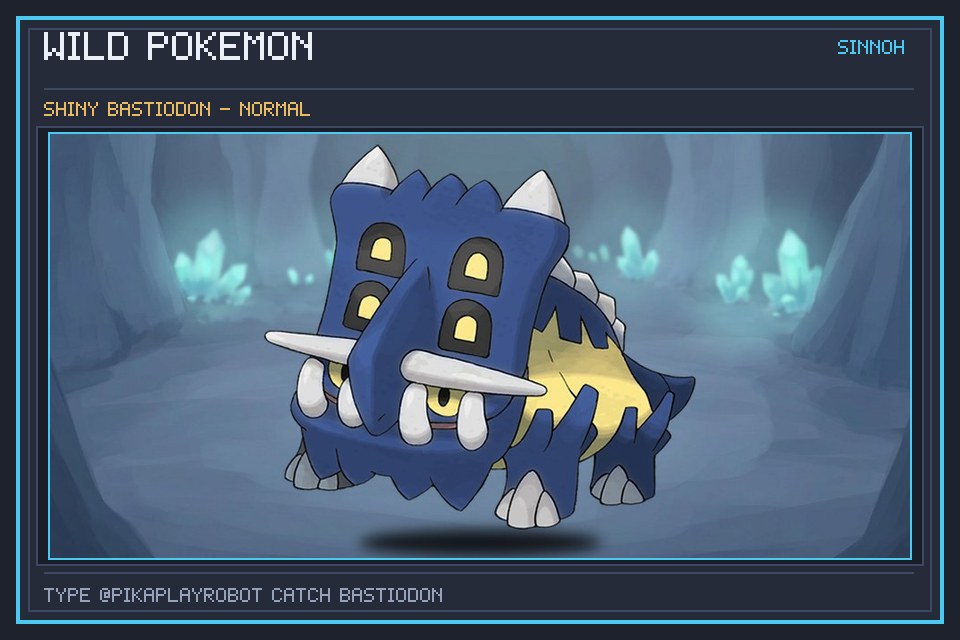 WILD POKEMON
SINNOH
SHINY BASTIODON - NORMAL
TYPE @PIKAPLAYROBOT CATCH BASTIODON